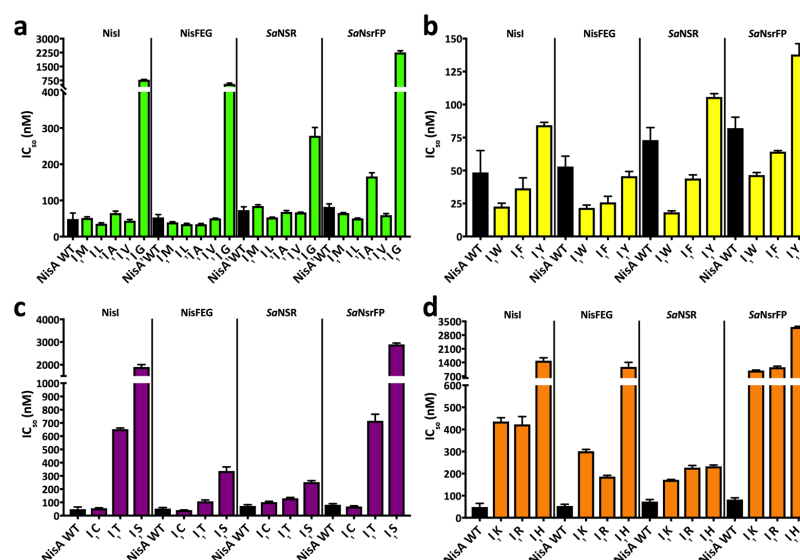 a
NisI NisFEG SaNSR SaNsrFP
3000
2250
1500
750
400
300
200
100
0
IC50 (nM)
NisA WT I1M I1L I1A I1V I1G NisA WT I1M I1L I1A I1V I1G NisA WT I1M I1L I1A I1V I1G NisA WT I1M I1L I1A I1V I1G
b
NisI NisFEG SaNSR SaNsrFP
150
125
100
75
50
25
0
IC50 (nM)
NisA WT I1W I1F I1Y NisA WT I1W I1F I1Y NisA WT I1W I1F I1Y NisA WT I1W I1F I1Y
c
NisI NisFEG SaNSR SaNsrFP
4000
3000
2000
1000
1000
900
800
700
600
500
400
300
200
100
0
IC50 (nM)
NisA WT I1C I1T I1S NisA WT I1C I1T I1S NisA WT I1C I1T I1S NisA WT I1C I1T I1S
d
NisI NisFEG SaNSR SaNsrFP
3500
2800
2100
1400
700
600
500
400
300
200
100
0
IC50 (nM)
NisA WT I1K I1R I1H NisA WT I1K I1R I1H NisA WT I1K I1R I1H NisA WT I1K I1R I1H